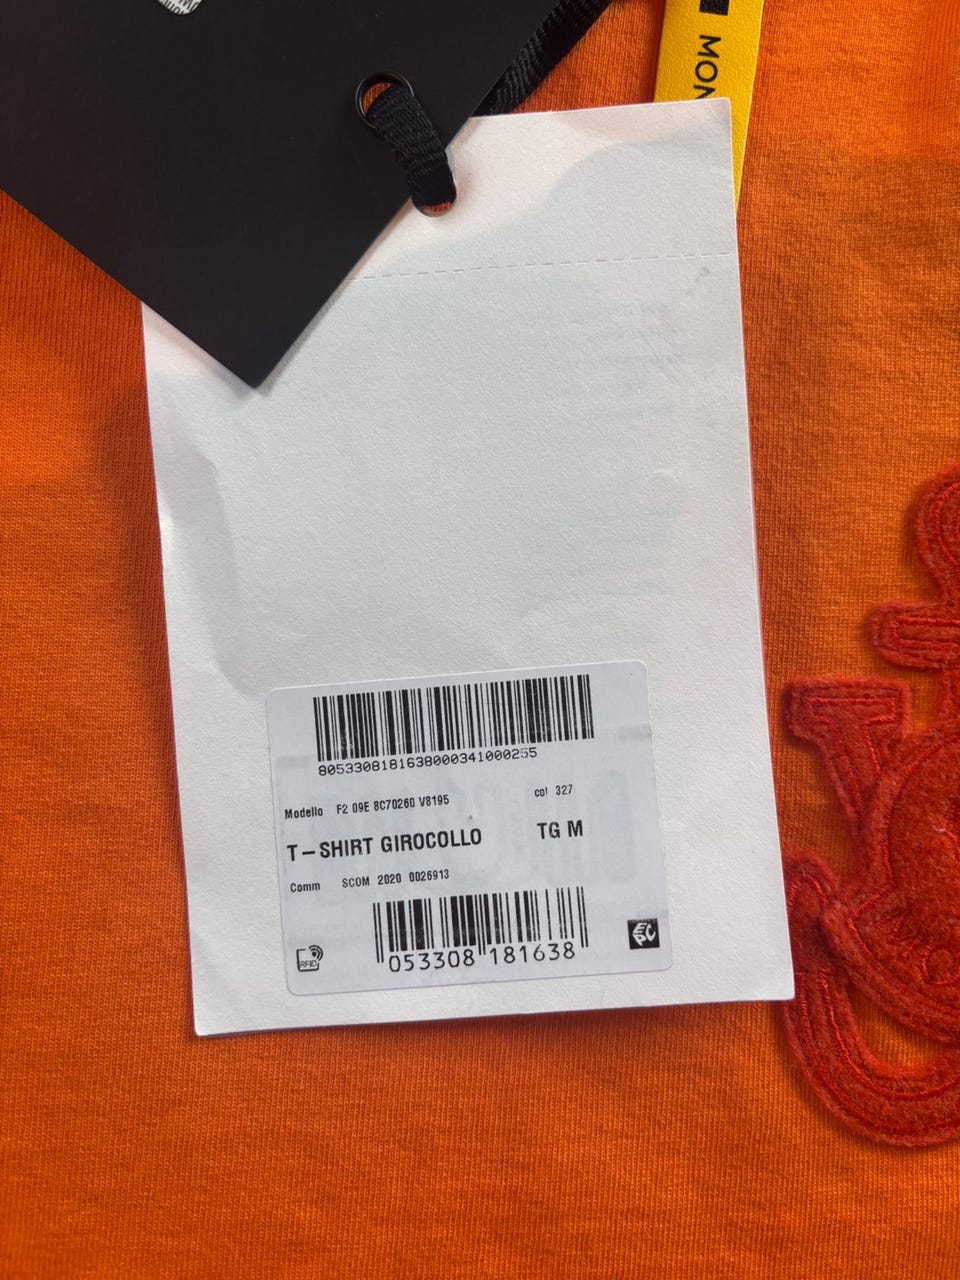 MON
8053308181638000341000255
Modello F2 09E 8C70260 V8195 col 327
T-SHIRT GIROCOLLO TG M
Comm SCOM 2020 0026913
053308 181638
RFID
EPC